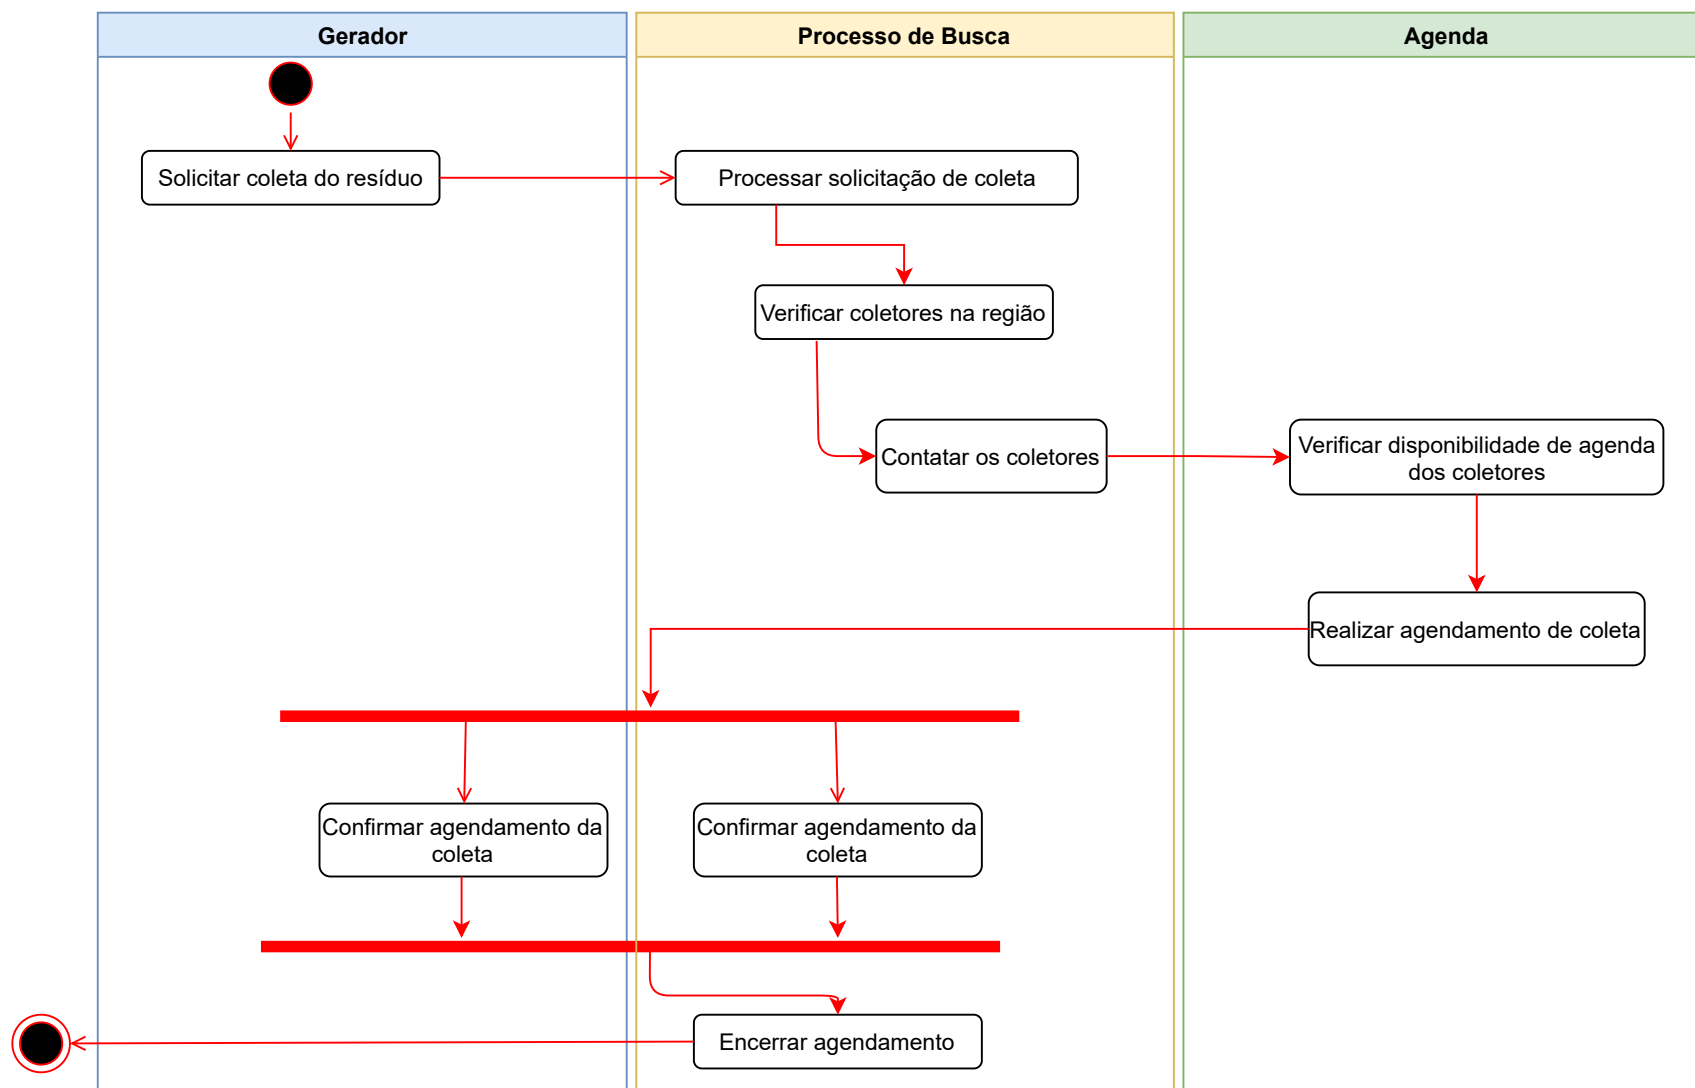 Gerador
Processo de Busca
Agenda
Solicitar coleta do resíduo
Processar solicitação de coleta
Verificar coletores na região
Contatar os coletores
Verificar disponibilidade de agenda
dos coletores
Realizar agendamento de coleta
Confirmar agendamento da
coleta
Confirmar agendamento da
coleta
Encerrar agendamento